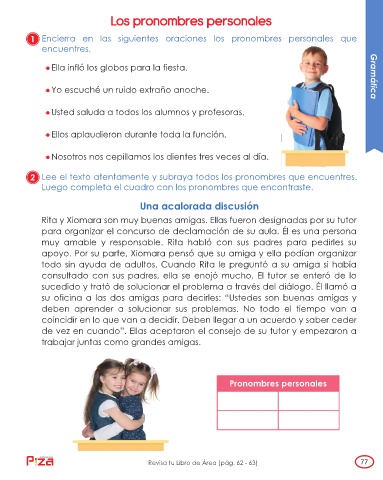 Los pronombres personales
1 Encierra en las siguientes oraciones los pronombres personales que
encuentres.
Ella infló los globos para la fiesta.
Yo escuché un ruido extraño anoche.
Usted saluda a todos los alumnos y profesoras.
Ellos aplaudieron durante toda la función.
Nosotros nos cepillamos los dientes tres veces al día.
Gramática
2 Lee el texto atentamente y subraya todos los pronombres que encuentres.
Luego completa el cuadro con los pronombres que encontraste.
Una acalorada discusión
Rita y Xiomara son muy buenas amigas. Ellas fueron designadas por su tutor
para organizar el concurso de declamación de su aula. Él es una persona
muy amable y responsable. Rita habló con sus padres para pedirles su
apoyo. Por su parte, Xiomara pensó que su amiga y ella podían organizar
todo sin ayuda de adultos. Cuando Rita le preguntó a su amiga si había
consultado con sus padres, ella se enojó mucho. El tutor se enteró de lo
sucedido y trató de solucionar el problema a través del diálogo. Él llamó a
su oficina a las dos amigas para decirles: “Ustedes son buenas amigas y
deben aprender a solucionar sus problemas. No todo el tiempo van a
coincidir en lo que van a decidir. Deben llegar a un acuerdo y saber ceder
de vez en cuando”. Ellas aceptaron el consejo de su tutor y empezaron a
trabajar juntas como grandes amigas.
Pronombres personales
Pizza
Revisa tu Libro de Área (pág. 62 - 63)
77